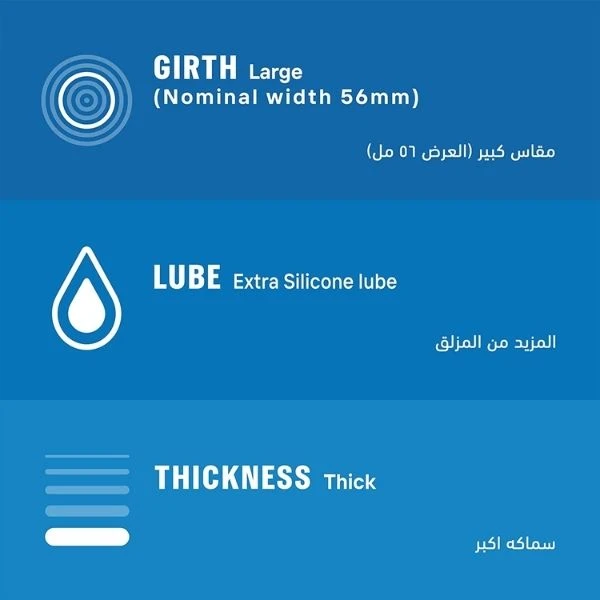 GIRTH Large
(Nominal width 56mm)
مقاس كبير (العرض ٥٦ مل)
LUBE Extra Silicone lube
المزيد من المزلق
THICKNESS Thick
سماكه اكبر